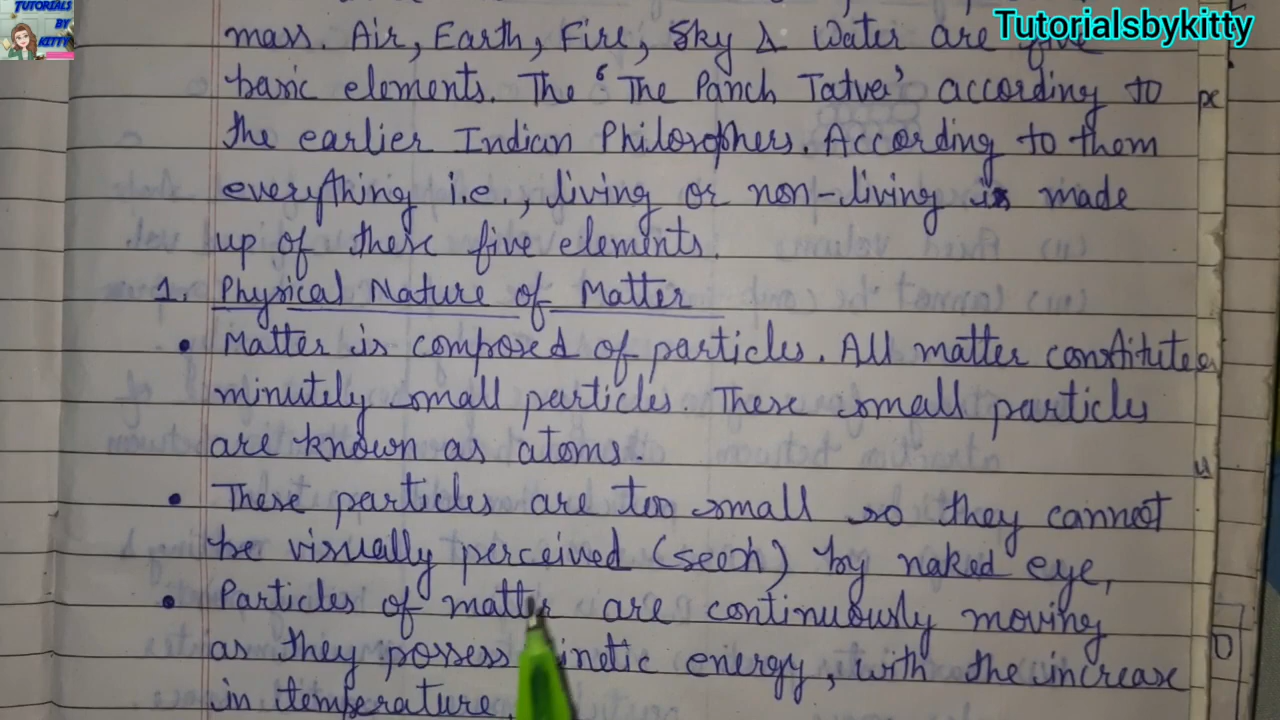 TUTORIALS
BY
KITTY
Tutorialsbykitty
mass. Air, Earth, Fire, Sky & Water are five
basic elements. The ' The Panch Tatva' according to
the earlier Indian Philosophers. According to them
everything i.e., living or non-living is made
up of these five elements.
1. Physical Nature of Matter
• Matter is composed of particles. All matter constitutes
minutely small particles. These small particles
are known as atoms.
• These particles are too small so they cannot
be visually perceived (seen) by naked eye,
• Particles of matter are continuously moving
as they possess kinetic energy, with the increase
in temperature.